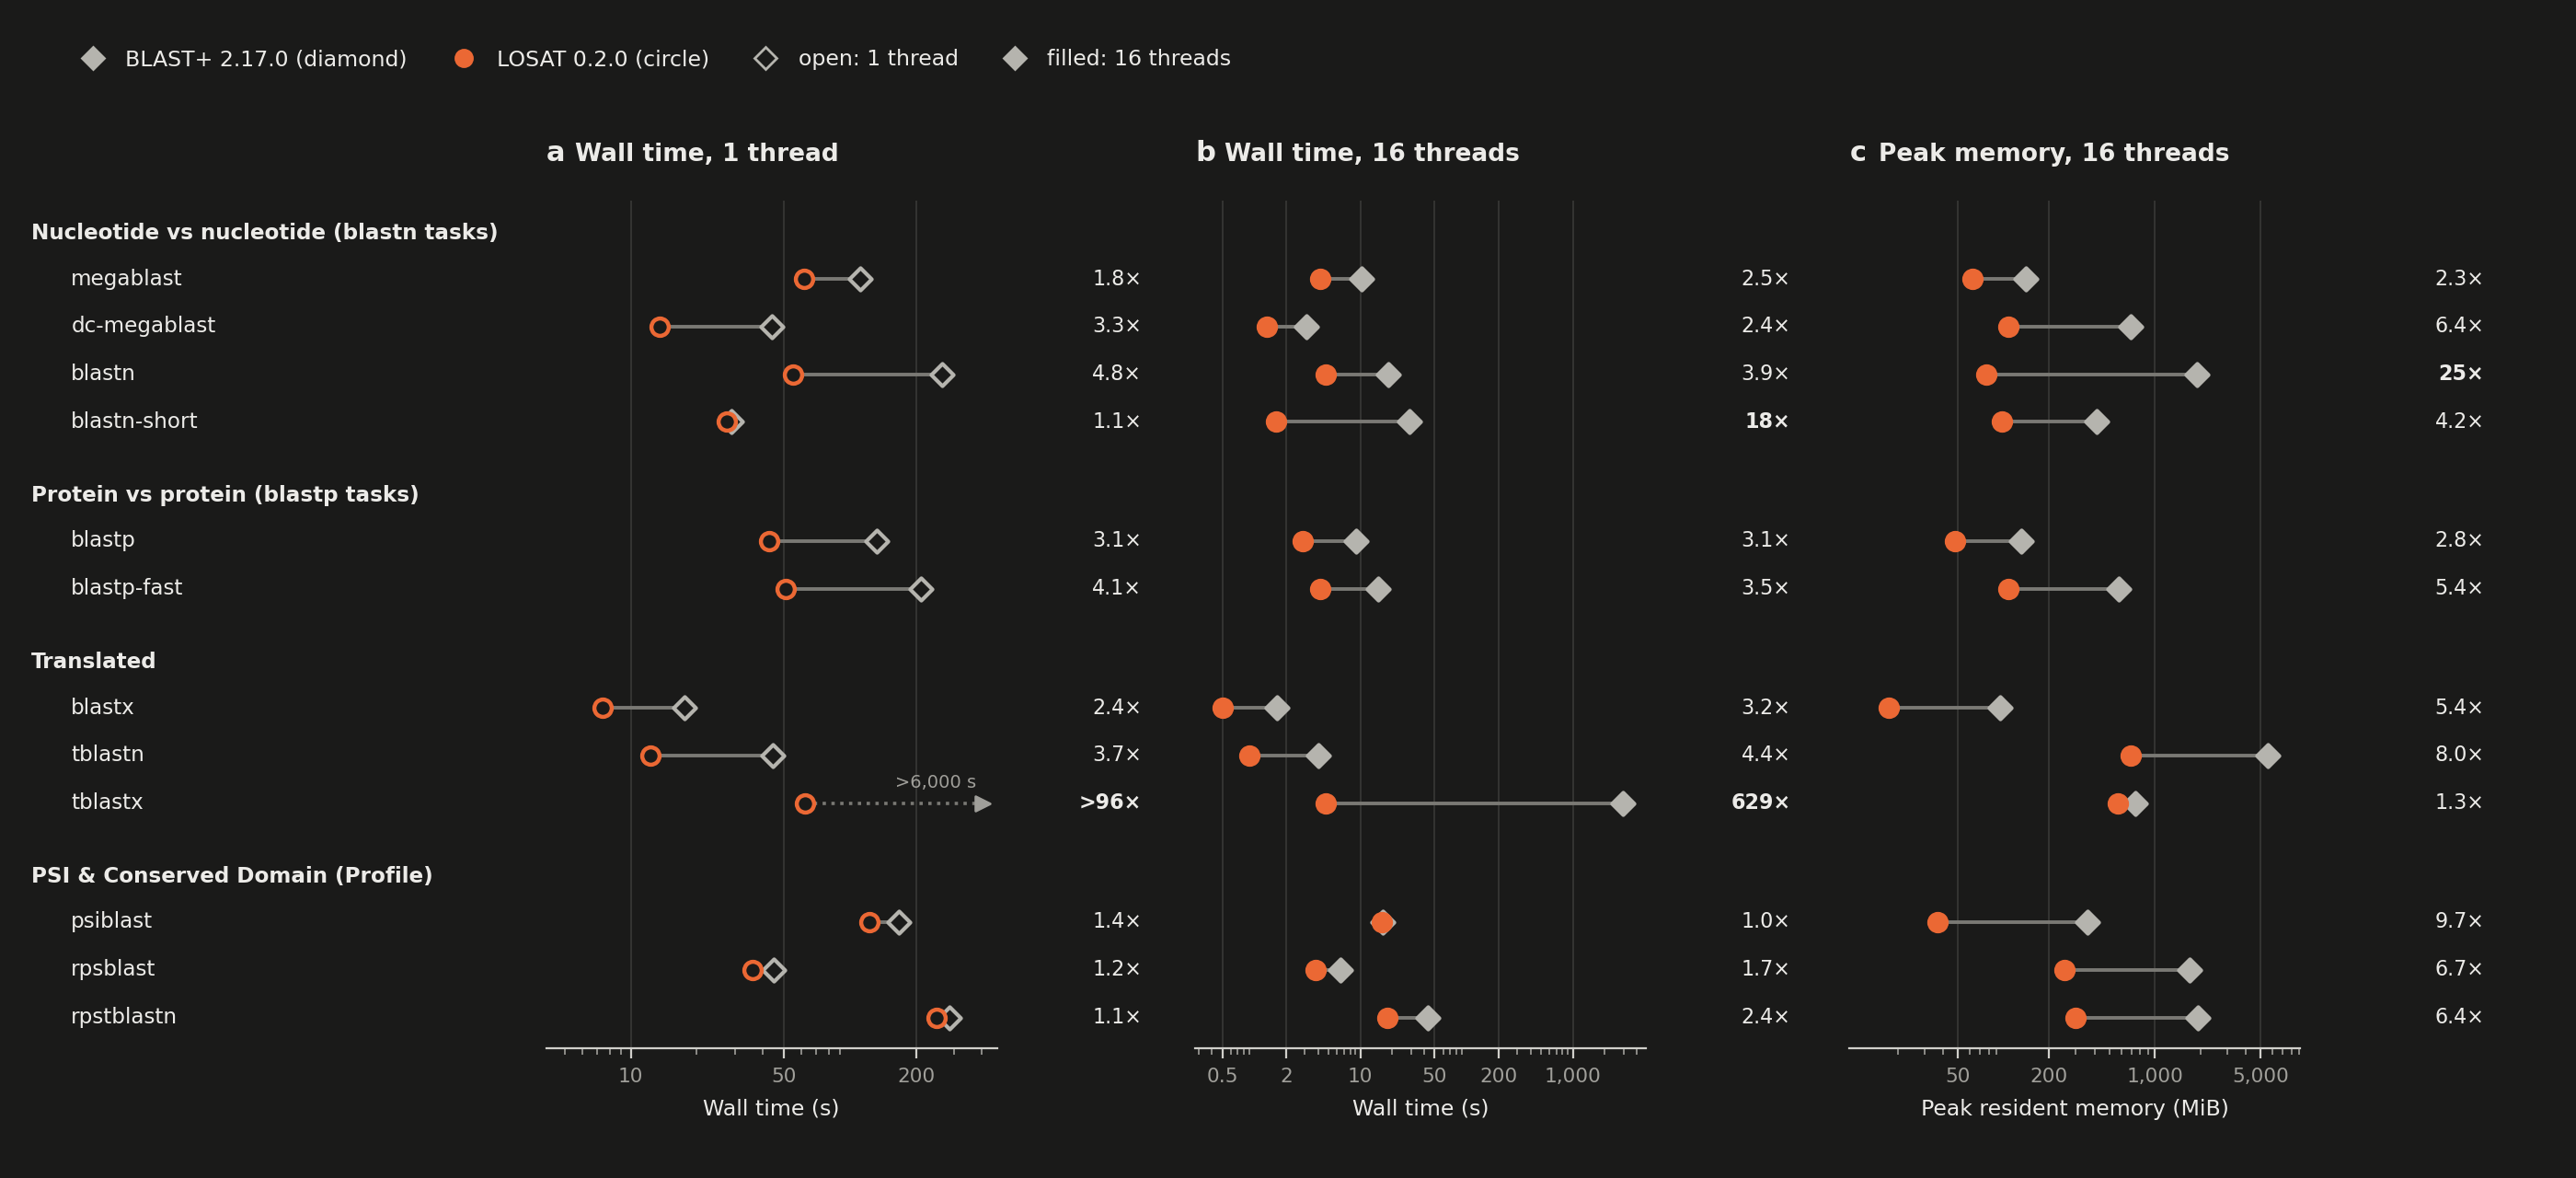 BLAST+ 2.17.0 (diamond) LOSAT 0.2.0 (circle) open: 1 thread filled: 16 threads
a Wall time, 1 thread b Wall time, 16 threads c Peak memory, 16 threads
Nucleotide vs nucleotide (blastn tasks)
megablast 1.8× 2.5× 2.3×
dc-megablast 3.3× 2.4× 6.4×
blastn 4.8× 3.9× 25×
blastn-short 1.1× 18× 4.2×
Protein vs protein (blastp tasks)
blastp 3.1× 3.1× 2.8×
blastp-fast 4.1× 3.5× 5.4×
Translated
blastx 2.4× 3.2× 5.4×
tblastn 3.7× 4.4× 8.0×
>6,000 s
tblastx >96× 629× 1.3×
PSI & Conserved Domain (Profile)
psiblast 1.4× 1.0× 9.7×
rpsblast 1.2× 1.7× 6.7×
rpstblastn 1.1× 2.4× 6.4×
10 50 200 0.5 2 10 50 200 1,000 50 200 1,000 5,000
Wall time (s) Wall time (s) Peak resident memory (MiB)